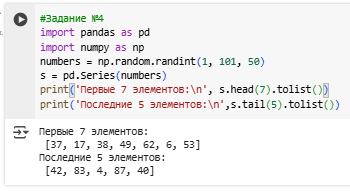 #Задание №4
import pandas as pd
import numpy as np
numbers = np.random.randint(1, 101, 50)
s = pd.Series(numbers)
print('Первые 7 элементов:\n', s.head(7).tolist())
print('Последние 5 элементов:\n',s.tail(5).tolist())
Первые 7 элементов:
[37, 17, 38, 49, 62, 6, 53]
Последние 5 элементов:
[42, 83, 4, 87, 40]